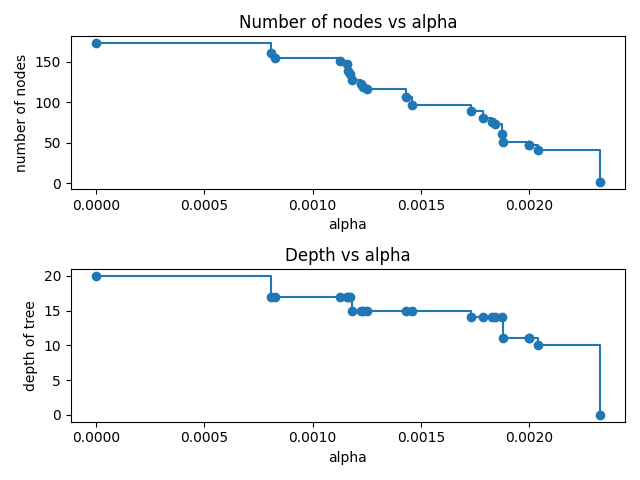 Number of nodes vs alpha
number of nodes
150
100
50
0
0.0000 0.0005 0.0010 0.0015 0.0020
alpha
Depth vs alpha
depth of tree
20
15
10
5
0
0.0000 0.0005 0.0010 0.0015 0.0020
alpha